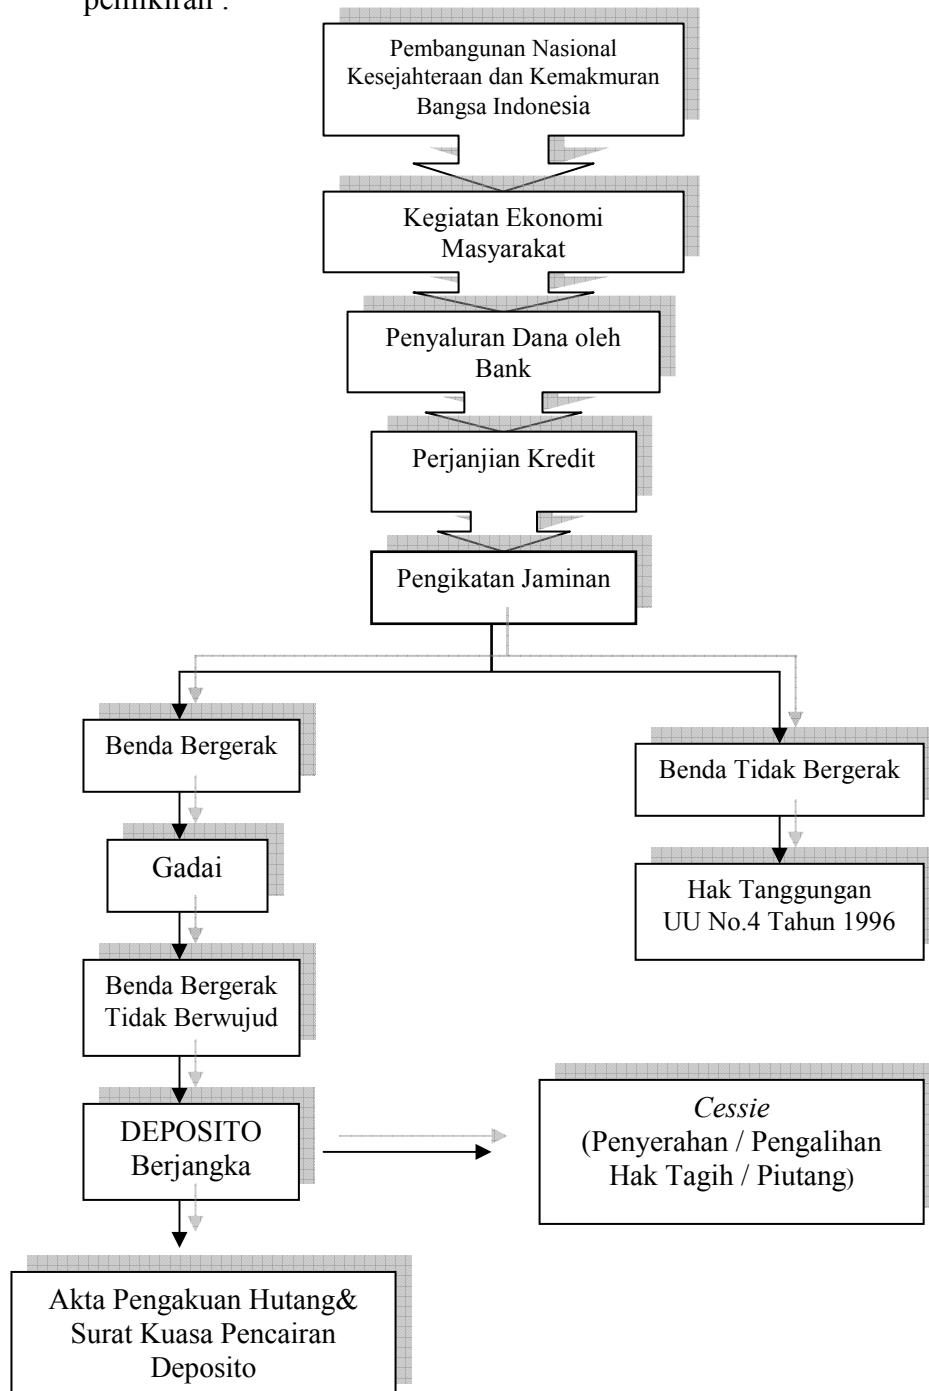 pemikiran :
Pembangunan Nasional
Kesejahteraan dan Kemakmuran
Bangsa Indonesia
Kegiatan Ekonomi
Masyarakat
Penyaluran Dana oleh
Bank
Perjanjian Kredit
Pengikatan Jaminan
Benda Bergerak
Benda Tidak Bergerak
Gadai
Hak Tanggungan
UU No.4 Tahun 1996
Benda Bergerak
Tidak Berwujud
DEPOSITO
Berjangka
Cessie
(Penyerahan / Pengalihan
Hak Tagih / Piutang)
Akta Pengakuan Hutang&
Surat Kuasa Pencairan
Deposito